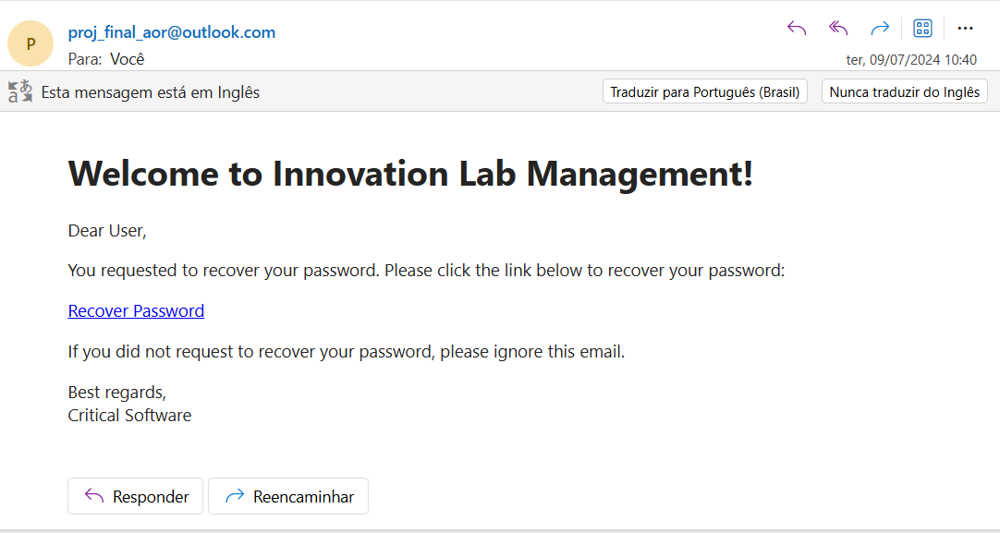 P
proj_final_aor@outlook.com
Para: Você
ter, 09/07/2024 10:40
Esta mensagem está em Inglês
Traduzir para Português (Brasil)
Nunca traduzir do Inglês
Welcome to Innovation Lab Management!
Dear User,
You requested to recover your password. Please click the link below to recover your password:
Recover Password
If you did not request to recover your password, please ignore this email.
Best regards,
Critical Software
Responder
Reencaminhar